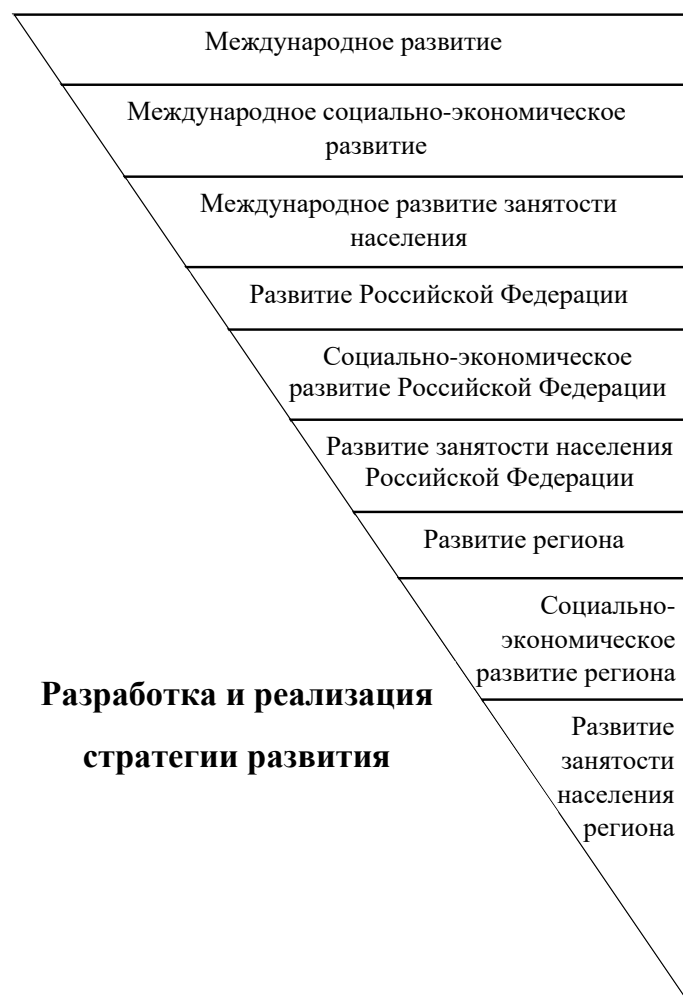 Международное развитие
Международное социально-экономическое
развитие
Международное развитие занятости
населения
Развитие Российской Федерации
Социально-экономическое
развитие Российской Федерации
Развитие занятости населения
Российской Федерации
Развитие региона
Социально-
экономическое
развитие региона
Разработка и реализация
стратегии развития
Развитие
занятости
населения
региона